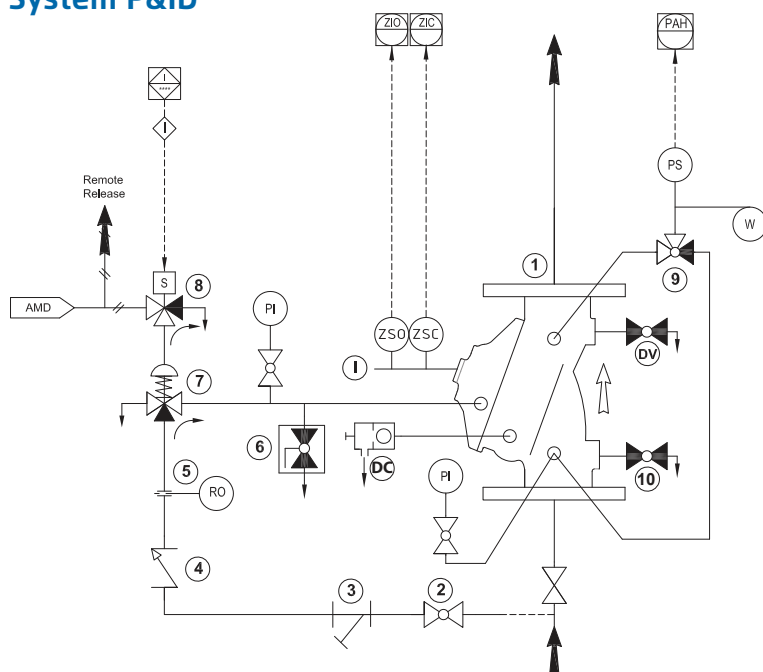 System P&ID
ZIO
ZIC
PAH
I
****
I
Remote
Release
PS
W
1
9
S
8
AMD
PI
ZSO
ZSC
DV
I
7
6
DC
5
PI
10
RO
4
3
2